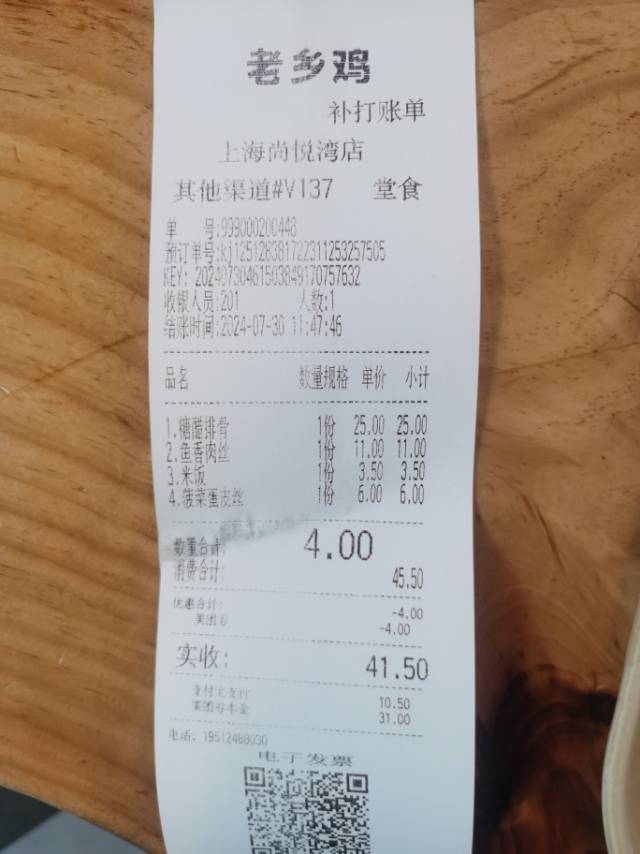 老乡鸡
补打账单
上海尚悦湾店
其他渠道#V137 堂食
单 号:999000200448
预订单号:kj125128381722311253257505
KEY: 20240730461503849170757632
收银人员:201 人数:1
结账时间:2024-07-30 11:47:46
品名 数量规格 单价 小计
1.糖醋排骨 1份 25.00 25.00
2.鱼香肉丝 1份 11.00 11.00
3.米饭 1份 3.50 3.50
4.菠菜蛋皮丝 1份 6.00 6.00
数量合计: 4.00
消费合计: 45.50
优惠合计: -4.00
美团券 -4.00
实收: 41.50
支付宝支付 10.50
美团券本金 31.00
电话: 19512488030
电子发票